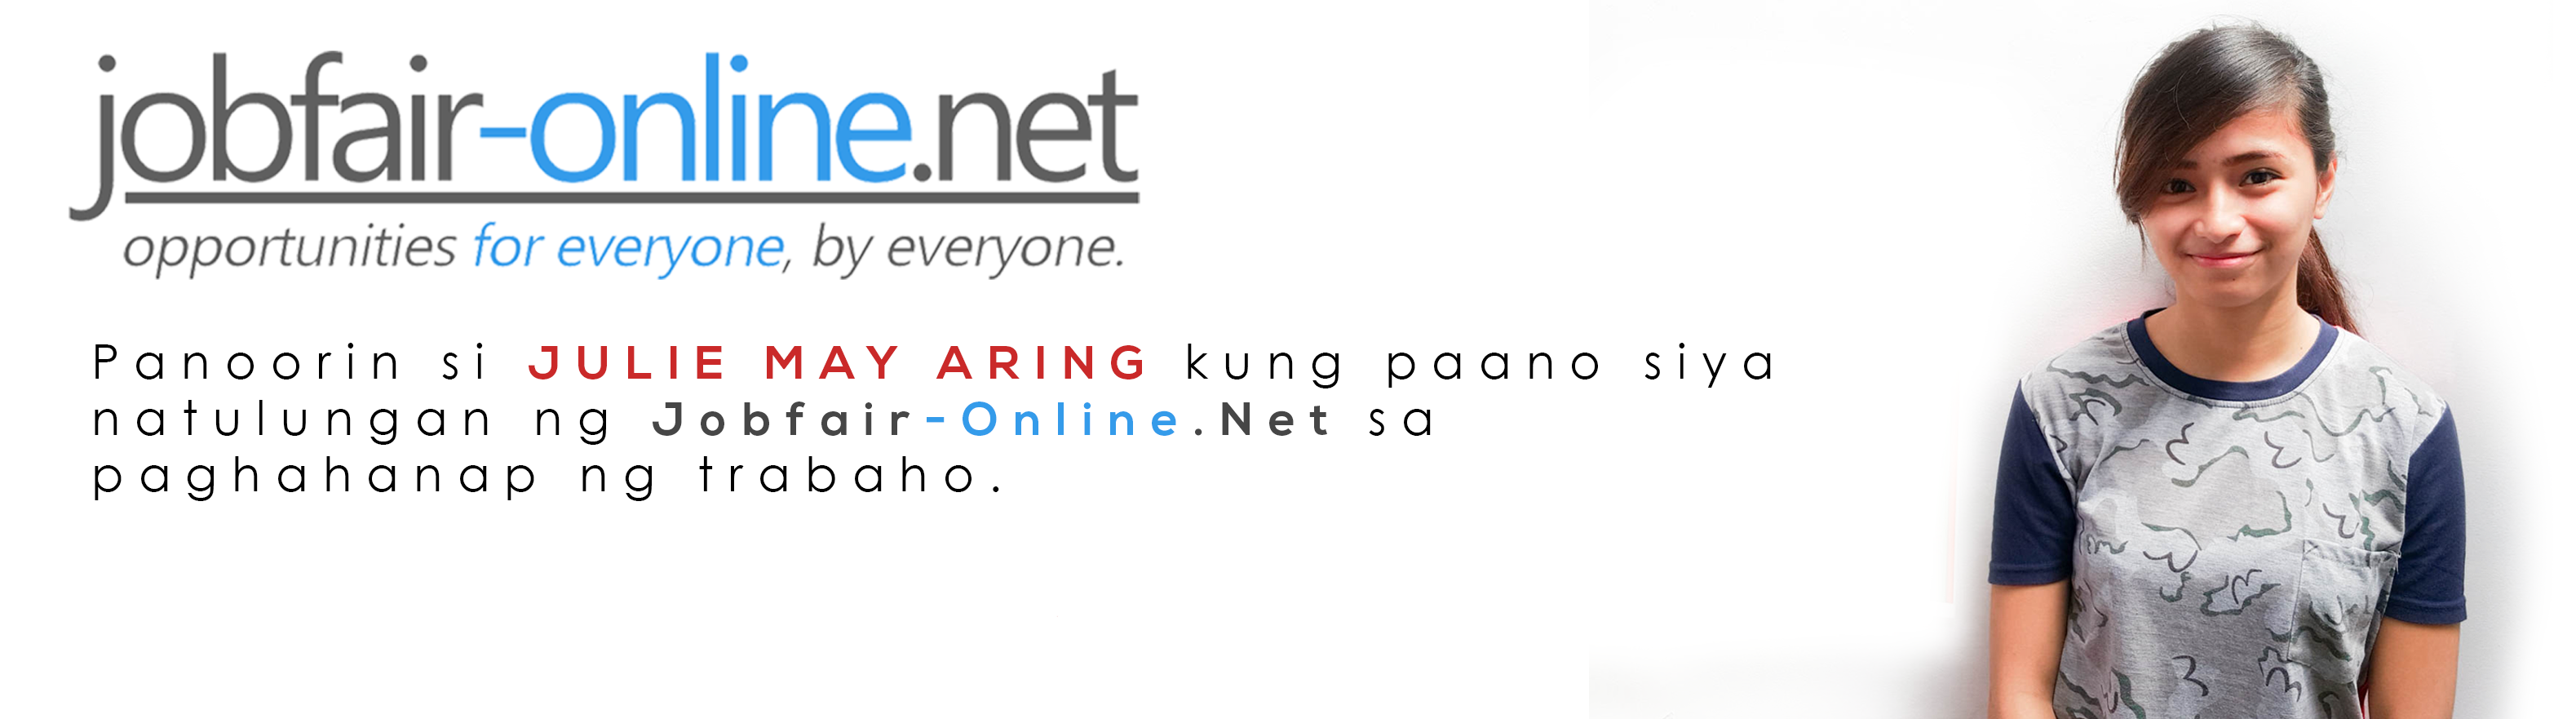 jobfair-online.net
opportunities for everyone, by everyone.
Panoorin si JULIE MAY ARING kung paano siya
natulungan ng Jobfair-Online.Net sa
paghahanap ng trabaho.